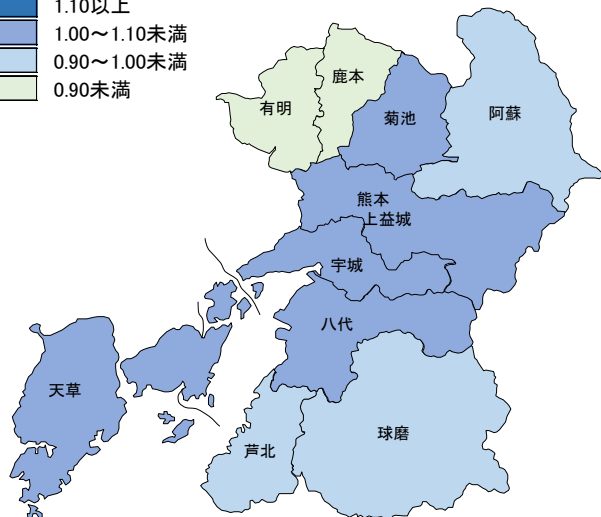 1.10以上
1.00～1.10未満
0.90～1.00未満
0.90未満
鹿本
有明
菊池
阿蘇
熊本
上益城
宇城
八代
天草
球磨
芦北